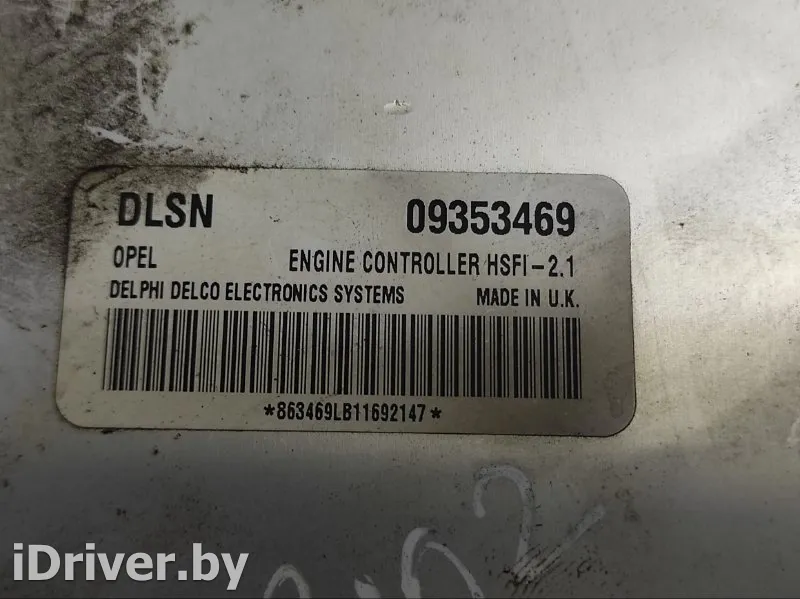 DLSN 09353469
OPEL ENGINE CONTROLLER HSFI-2.1
DELPHI DELCO ELECTRONICS SYSTEMS MADE IN U.K.
*863469LB11692147*
iDriver.by